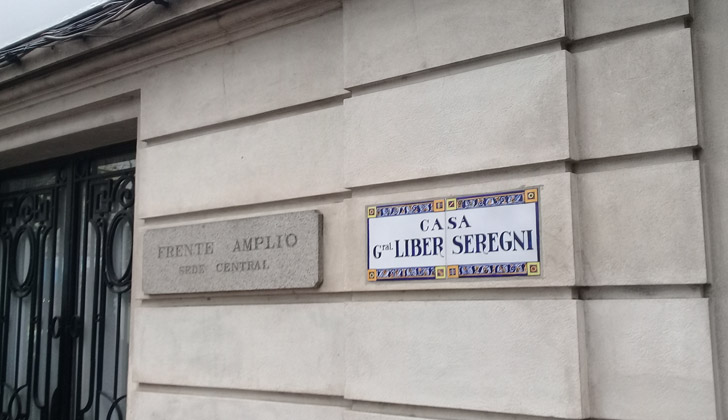 FRENTE AMPLIO
SEDE CENTRAL
CASA
Gral. LIBER SEREGNI